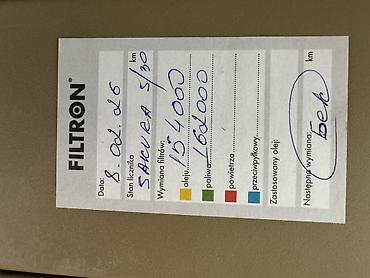 FILTRON®
Data: 8.02.26
Stan licznika km
SAKURA 5/30
Wymiana filtrów:
oleju 154000
paliwa 162000
powietrza
przeciwpyłkowy
Zastosowany olej:
Następna wymiana: km
Бек